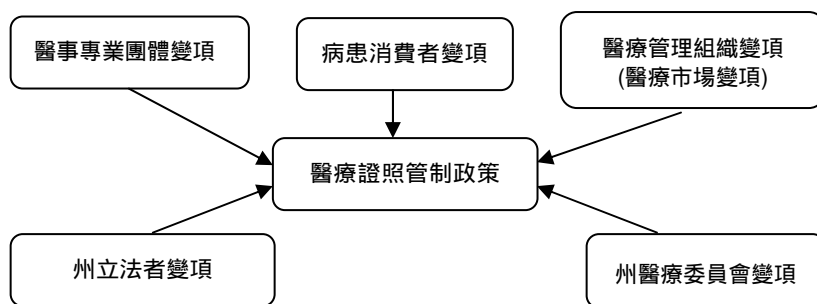 醫事專業團體變項
病患消費者變項
醫療管理組織變項
(醫療市場變項)
醫療證照管制政策
州立法者變項
州醫療委員會變項